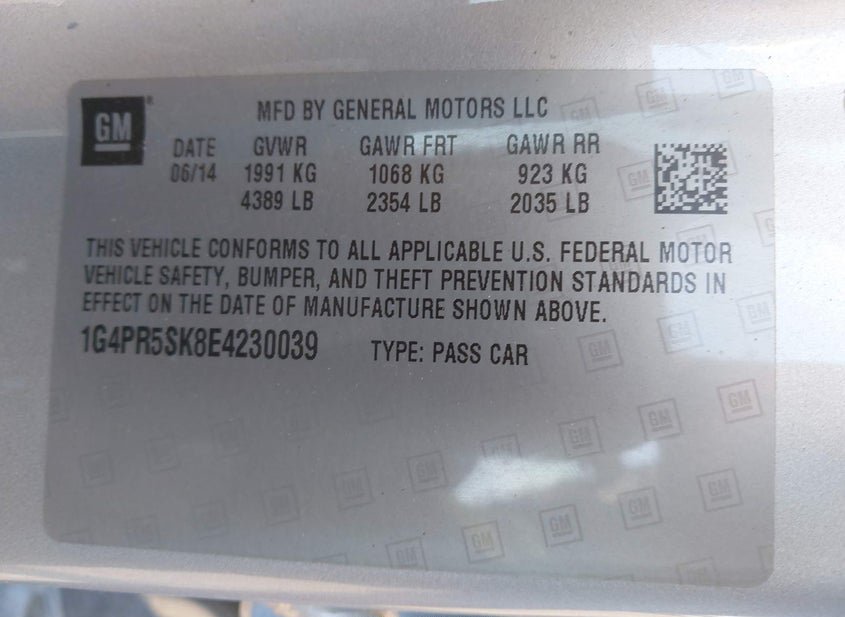 GM
MFD BY GENERAL MOTORS LLC
DATE GVWR GAWR FRT GAWR RR
06/14 1991 KG 1068 KG 923 KG
4389 LB 2354 LB 2035 LB
THIS VEHICLE CONFORMS TO ALL APPLICABLE U.S. FEDERAL MOTOR
VEHICLE SAFETY, BUMPER, AND THEFT PREVENTION STANDARDS IN
EFFECT ON THE DATE OF MANUFACTURE SHOWN ABOVE.
1G4PR5SK8E4230039 TYPE: PASS CAR